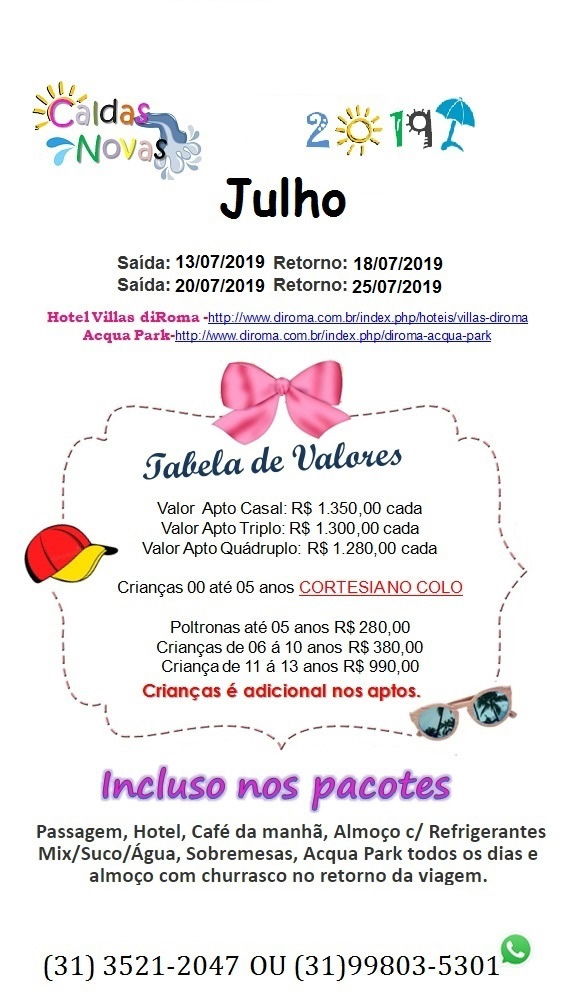 Caldas
Novas
2019
Julho
Saída: 13/07/2019 Retorno: 18/07/2019
Saída: 20/07/2019 Retorno: 25/07/2019
Hotel Villas diRoma -http://www.diroma.com.br/index.php/hoteis/villas-diroma
Acqua Park-http://www.diroma.com.br/index.php/diroma-acqua-park
Tabela de Valores
Valor Apto Casal: R$ 1.350,00 cada
Valor Apto Triplo: R$ 1.300,00 cada
Valor Apto Quádruplo: R$ 1.280,00 cada
Crianças 00 até 05 anos CORTESIANO COLO
Poltronas até 05 anos R$ 280,00
Crianças de 06 á 10 anos R$ 380,00
Criança de 11 á 13 anos R$ 990,00
Crianças é adicional nos aptos.
Incluso nos pacotes
Passagem, Hotel, Café da manhã, Almoço c/ Refrigerantes
Mix/Suco/Água, Sobremesas, Acqua Park todos os dias e
almoço com churrasco no retorno da viagem.
(31) 3521-2047 OU (31)99803-5301